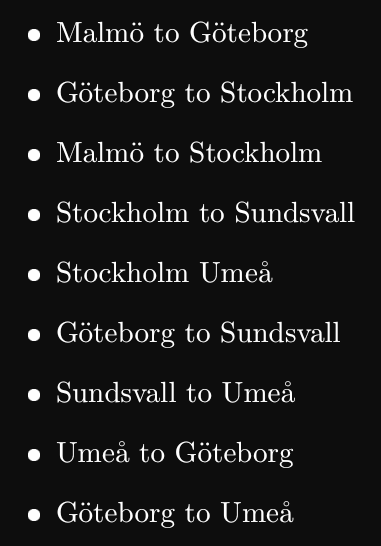 • Malmö to Göteborg
• Göteborg to Stockholm
• Malmö to Stockholm
• Stockholm to Sundsvall
• Stockholm Umeå
• Göteborg to Sundsvall
• Sundsvall to Umeå
• Umeå to Göteborg
• Göteborg to Umeå